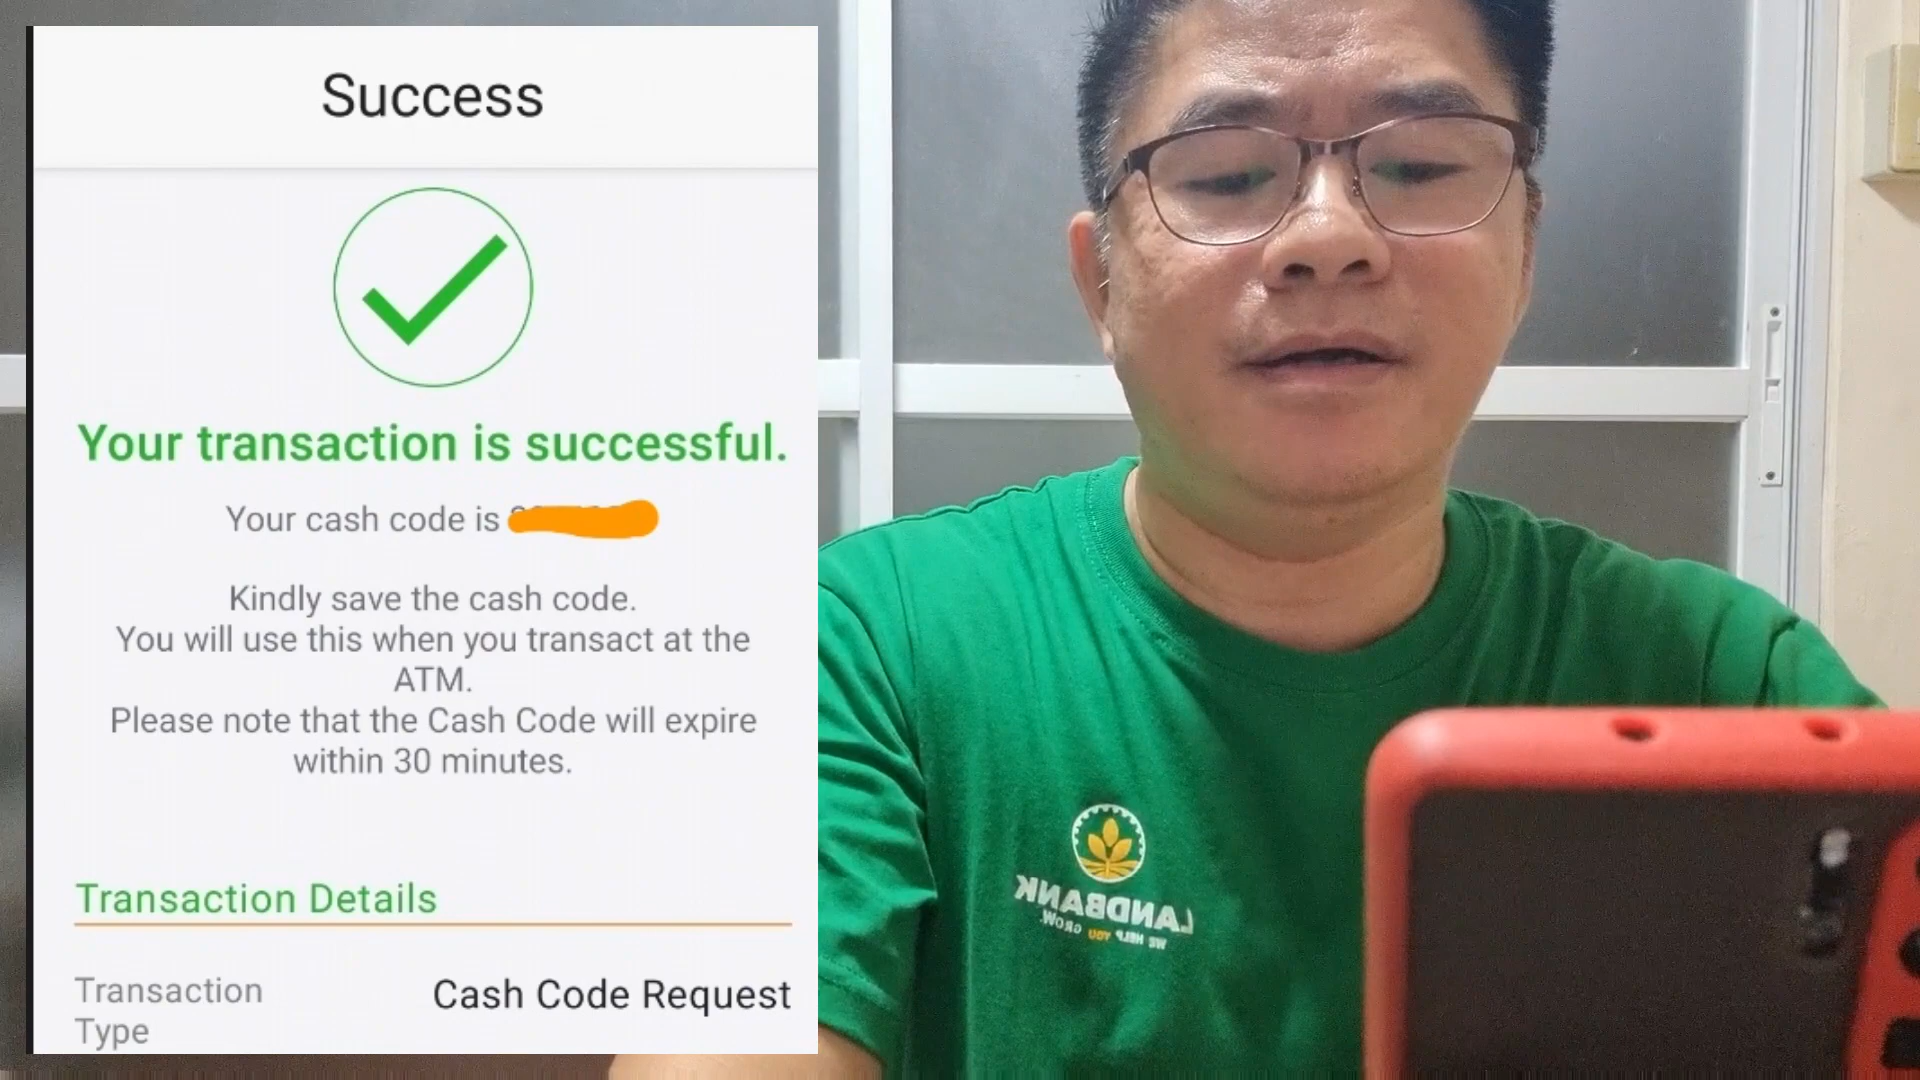 Success
Your transaction is successful.
Your cash code is
Kindly save the cash code.
You will use this when you transact at the
ATM.
Please note that the Cash Code will expire
within 30 minutes.
Transaction Details
Transaction
Type
Cash Code Request
LANDBANK
WE HELP YOU GROW.